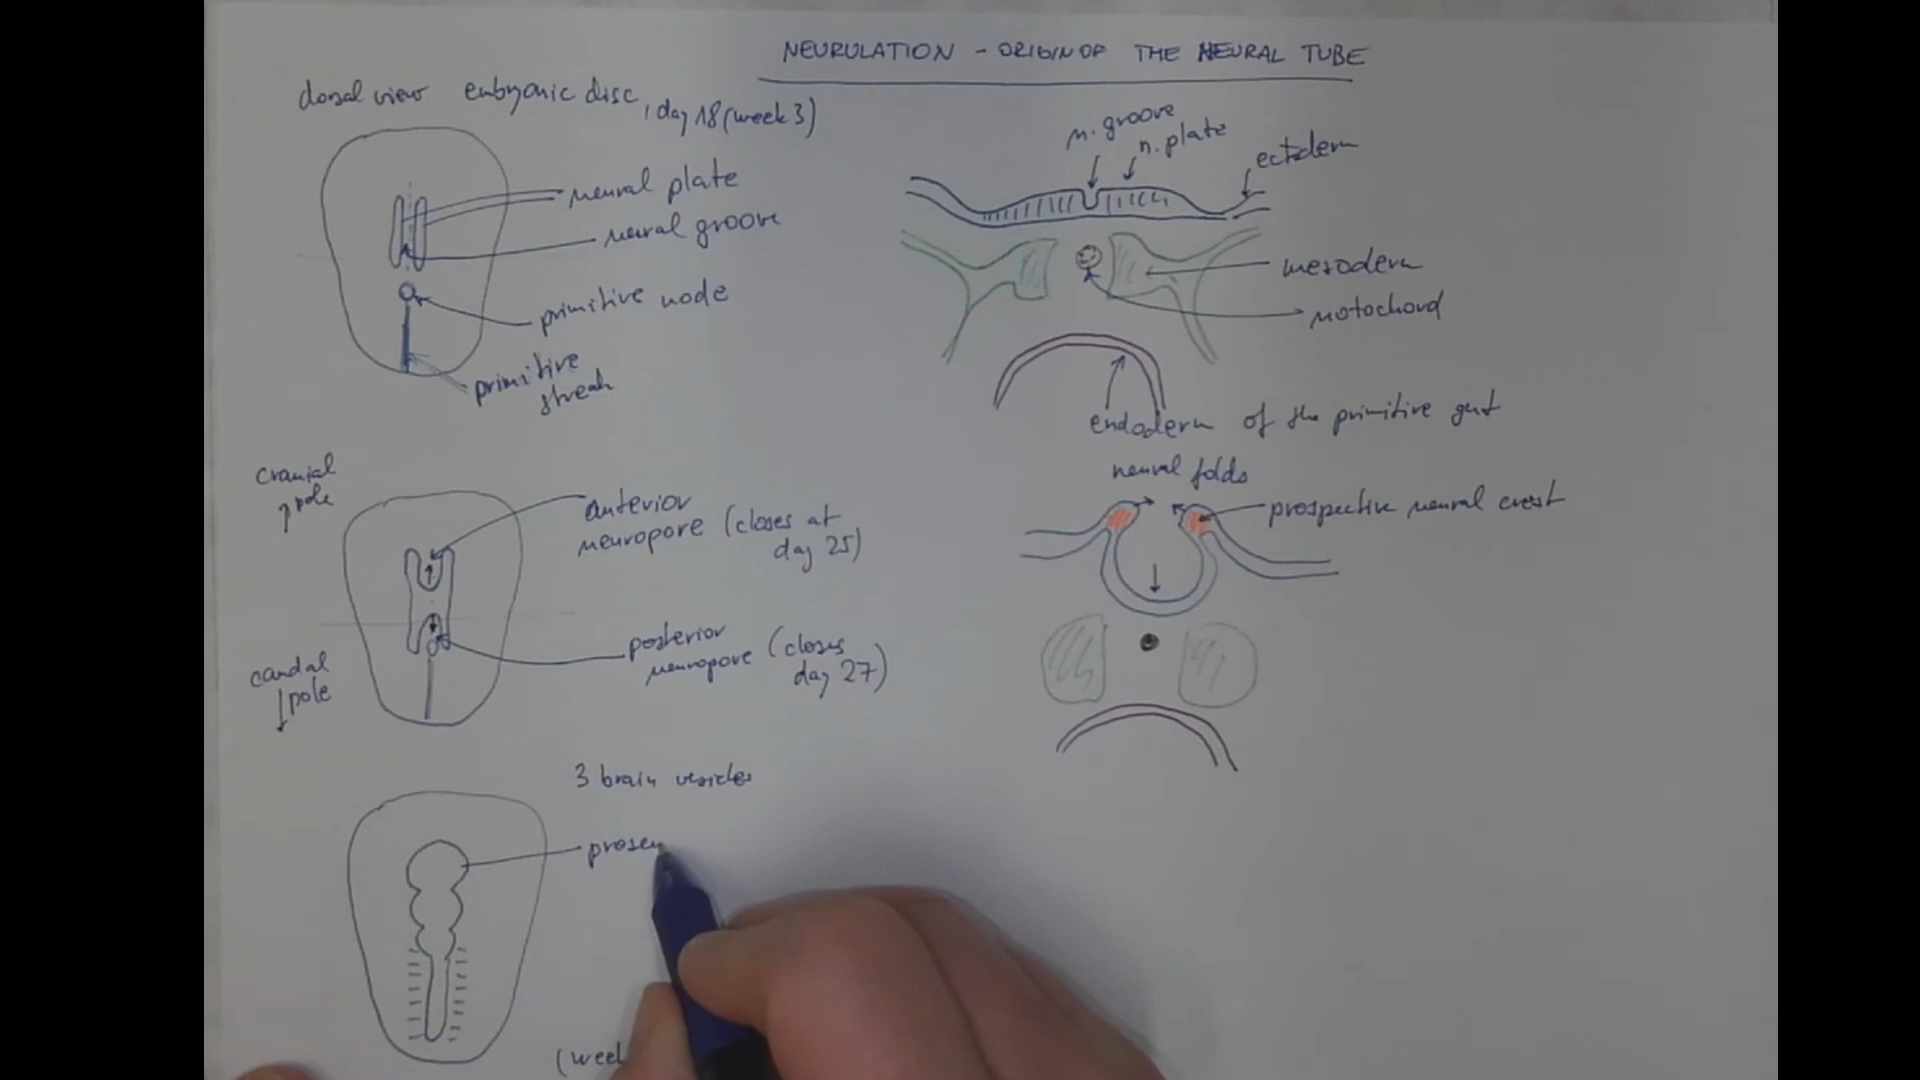 NEURULATION - ORIGIN OF THE NEURAL TUBE
dorsal view embyonic disc, day 18 (week 3)
neural plate
neural groove
primitive node
primitive
streak
n. groove
n. plate
ectoderm
mesoderm
notochord
endoderm of the primitive gut
cranial
pole
anterior
neuropore (closes at
day 25)
posterior
neuropore (closes
day 27)
caudal
pole
neural folds
prospective neural crest
3 brain vesicles
prosen
(week